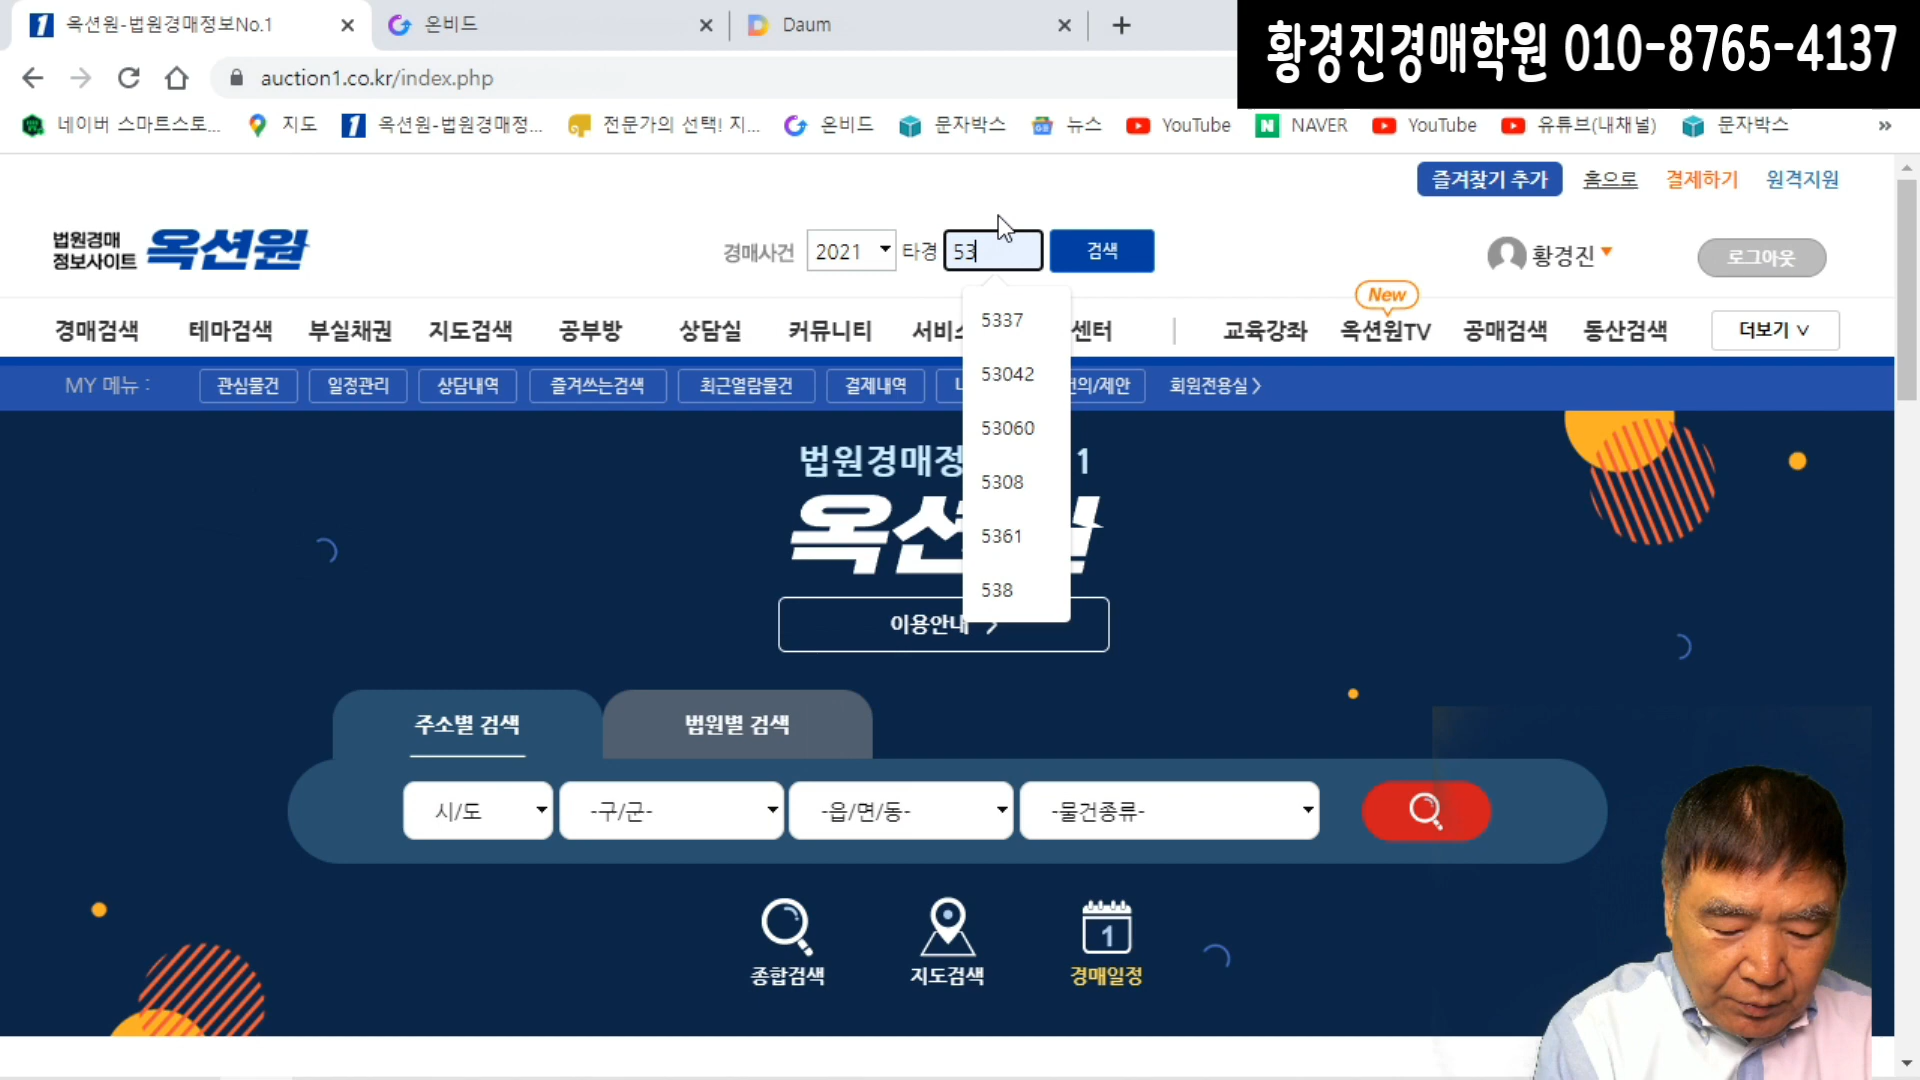 옥션원-법원경매정보No.1
온비드
Daum
황경진경매학원 010-8765-4137
auction1.co.kr/index.php
네이버 스마트스토...
지도
옥션원-법원경매정...
전문가의 선택! 지...
온비드
문자박스
뉴스
YouTube
NAVER
YouTube
유튜브(내채널)
문자박스
»
즐겨찾기 추가
홈으로
결제하기
원격지원
법원경매
정보사이트
옥션원
경매사건
2021
타경
53
검색
황경진
로그아웃
New
경매검색
테마검색
부실채권
지도검색
공부방
상담실
커뮤니티
센터
교육강좌
옥션원TV
공매검색
동산검색
더보기
MY 메뉴 :
관심물건
일정관리
상담내역
즐겨쓰는검색
최근열람물건
결제내역
의/제안
회원전용실
5337
53042
53060
5308
5361
538
법원경매정
1
옥션
이용안내
주소별 검색
법원별 검색
시/도
-구/군-
-읍/면/동-
-물건종류-
1
종합검색
지도검색
경매일정